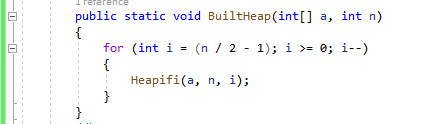 1 reference
public static void BuiltHeap(int[] a, int n)
{
for (int i = (n / 2 - 1); i >= 0; i--)
{
Heapifi(a, n, i);
}
}